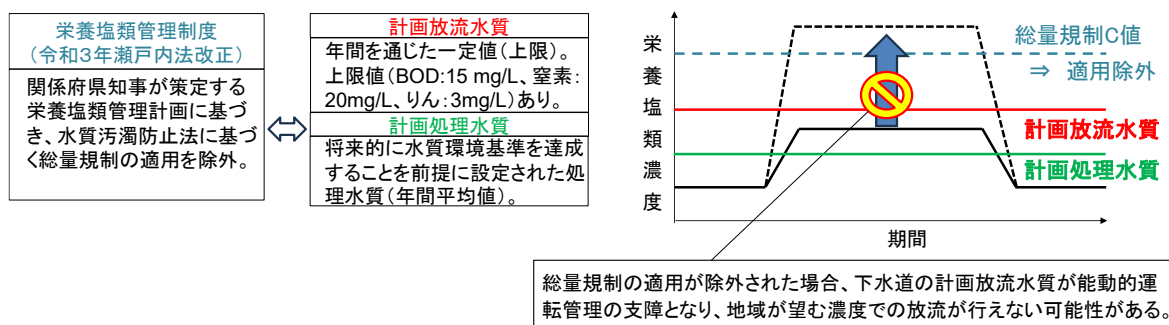 栄養塩類管理制度
(令和3年瀬戸内法改正)
関係府県知事が策定する
栄養塩類管理計画に基づ
き、水質汚濁防止法に基づ
く総量規制の適用を除外。
計画放流水質
年間を通じた一定値(上限)。
上限値(BOD:15 mg/L、窒素:
20mg/L、りん:3mg/L)あり。
計画処理水質
将来的に水質環境基準を達成
することを前提に設定された処
理水質(年間平均値)。
栄養塩類濃度
総量規制C値
⇒ 適用除外
計画放流水質
計画処理水質
期間
総量規制の適用が除外された場合、下水道の計画放流水質が能動的運
転管理の支障となり、地域が望む濃度での放流が行えない可能性がある。